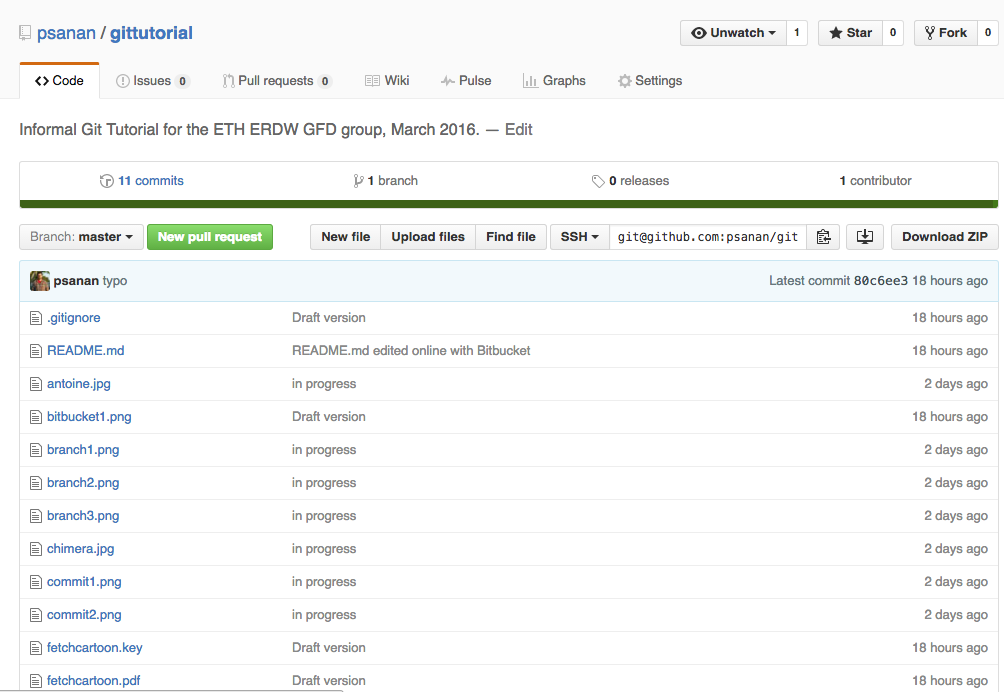 psanan / gittutorial Unwatch 1 Star 0 Fork 0
Code Issues 0 Pull requests 0 Wiki Pulse Graphs Settings
Informal Git Tutorial for the ETH ERDW GFD group, March 2016. — Edit
11 commits 1 branch 0 releases 1 contributor
Branch: master New pull request New file Upload files Find file SSH git@github.com:psanan/git Download ZIP
psanan typo Latest commit 80c6ee3 18 hours ago
.gitignore Draft version 18 hours ago
README.md README.md edited online with Bitbucket 18 hours ago
antoine.jpg in progress 2 days ago
bitbucket1.png Draft version 18 hours ago
branch1.png in progress 2 days ago
branch2.png in progress 2 days ago
branch3.png in progress 2 days ago
chimera.jpg in progress 2 days ago
commit1.png in progress 2 days ago
commit2.png in progress 2 days ago
fetchcartoon.key Draft version 18 hours ago
fetchcartoon.pdf Draft version 18 hours ago